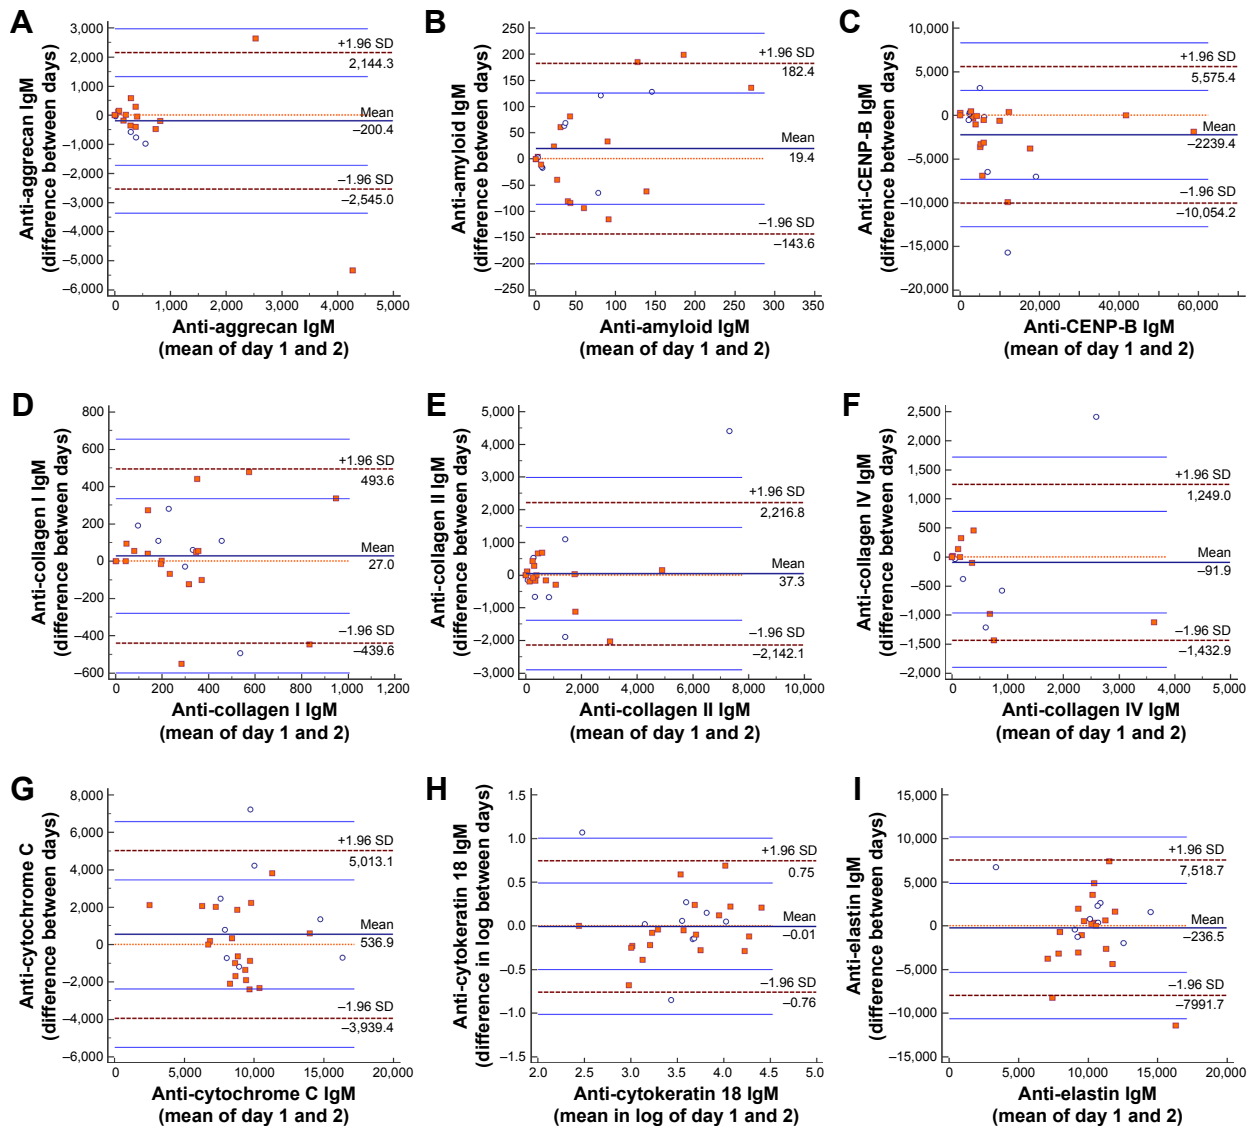 A
Anti-aggrecan IgM
(difference between days)
3,000
2,000
1,000
0
–1,000
–2,000
–3,000
–4,000
–5,000
–6,000
+1.96 SD
2,144.3
Mean
–200.4
–1.96 SD
–2,545.0
0
1,000
2,000
3,000
4,000
5,000
Anti-aggrecan IgM
(mean of day 1 and 2)
B
Anti-amyloid IgM
(difference between days)
250
200
150
100
50
0
–50
–100
–150
–200
–250
+1.96 SD
182.4
Mean
19.4
–1.96 SD
–143.6
0
50
100
150
200
250
300
350
Anti-amyloid IgM
(mean of day 1 and 2)
C
Anti-CENP-B IgM
(difference between days)
10,000
5,000
0
–5,000
–10,000
–15,000
–20,000
+1.96 SD
5,575.4
Mean
–2239.4
–1.96 SD
–10,054.2
0
20,000
40,000
60,000
Anti-CENP-B IgM
(mean of day 1 and 2)
D
Anti-collagen I IgM
(difference between days)
800
600
400
200
0
–200
–400
–600
+1.96 SD
493.6
Mean
27.0
–1.96 SD
–439.6
0
200
400
600
800
1,000
1,200
Anti-collagen I IgM
(mean of day 1 and 2)
E
Anti-collagen II IgM
(difference between days)
5,000
4,000
3,000
2,000
1,000
0
–1,000
–2,000
–3,000
+1.96 SD
2,216.8
Mean
37.3
–1.96 SD
–2,142.1
0
2,000
4,000
6,000
8,000
10,000
Anti-collagen II IgM
(mean of day 1 and 2)
F
Anti-collagen IV IgM
(difference between days)
2,500
2,000
1,500
1,000
500
0
–500
–1,000
–1,500
–2,000
+1.96 SD
1,249.0
Mean
–91.9
–1.96 SD
–1,432.9
0
1,000
2,000
3,000
4,000
5,000
Anti-collagen IV IgM
(mean of day 1 and 2)
G
Anti-cytochrome C
(difference between days)
8,000
6,000
4,000
2,000
0
–2,000
–4,000
–6,000
+1.96 SD
5,013.1
Mean
536.9
–1.96 SD
–3,939.4
0
5,000
10,000
15,000
20,000
Anti-cytochrome C IgM
(mean of day 1 and 2)
H
Anti-cytokeratin 18 IgM
(difference in log between days)
1.5
1.0
0.5
0.0
–0.5
–1.0
–1.5
+1.96 SD
0.75
Mean
–0.01
–1.96 SD
–0.76
2.0
2.5
3.0
3.5
4.0
4.5
5.0
Anti-cytokeratin 18 IgM
(mean in log of day 1 and 2)
I
Anti-elastin IgM
(difference between days)
15,000
10,000
5,000
0
–5,000
–10,000
–15,000
+1.96 SD
7,518.7
Mean
–236.5
–1.96 SD
–7991.7
0
5,000
10,000
15,000
20,000
Anti-elastin IgM
(mean of day 1 and 2)